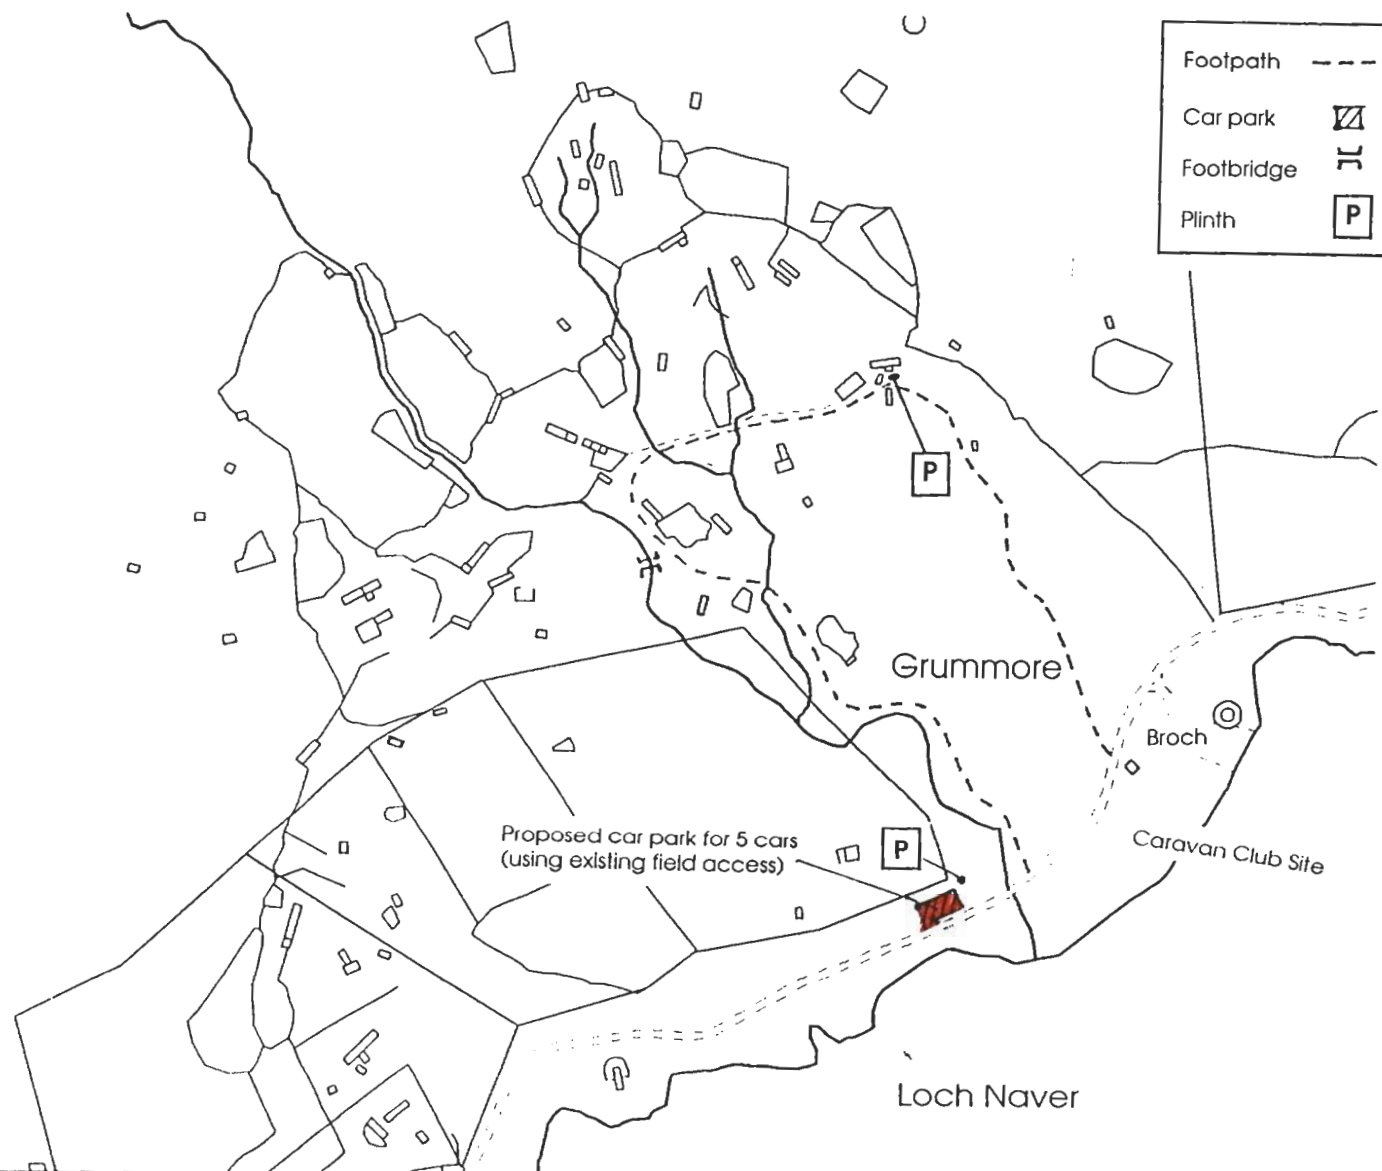 Footpath
Car park
Footbridge
Plinth
P
P
Grummore
Broch
Proposed car park for 5 cars
(using existing field access)
P
Caravan Club Site
Loch Naver